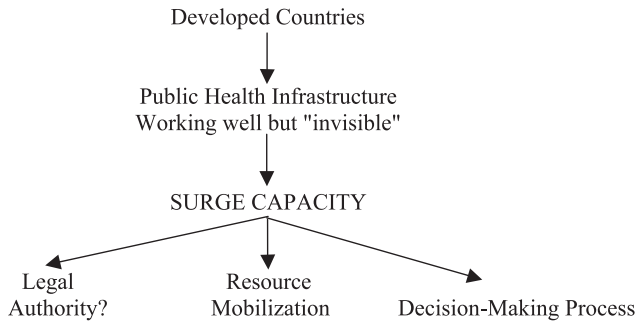 Developed Countries
Public Health Infrastructure
Working well but "invisible"
SURGE CAPACITY
Legal
Authority?
Resource
Mobilization
Decision-Making Process